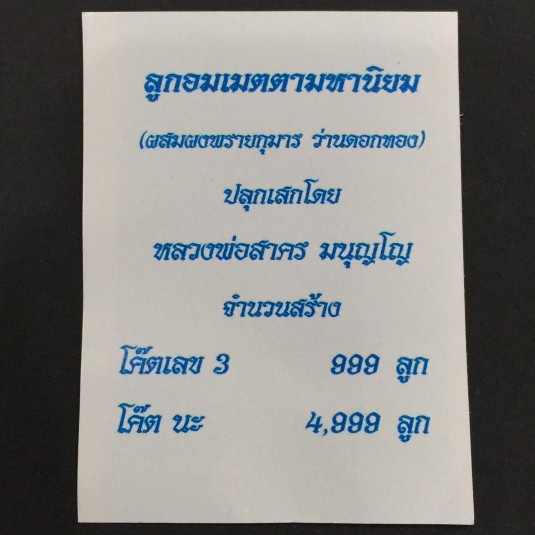 ลูกอมเมตตามหานิยม
(ผสมผงพรายกุมาร ว่านดอกทอง)
ปลุกเสกโดย
หลวงพ่อสาคร มนุญโญ
จำนวนสร้าง
โค๊ตเลข 3 999 ลูก
โค๊ต นะ 4,999 ลูก